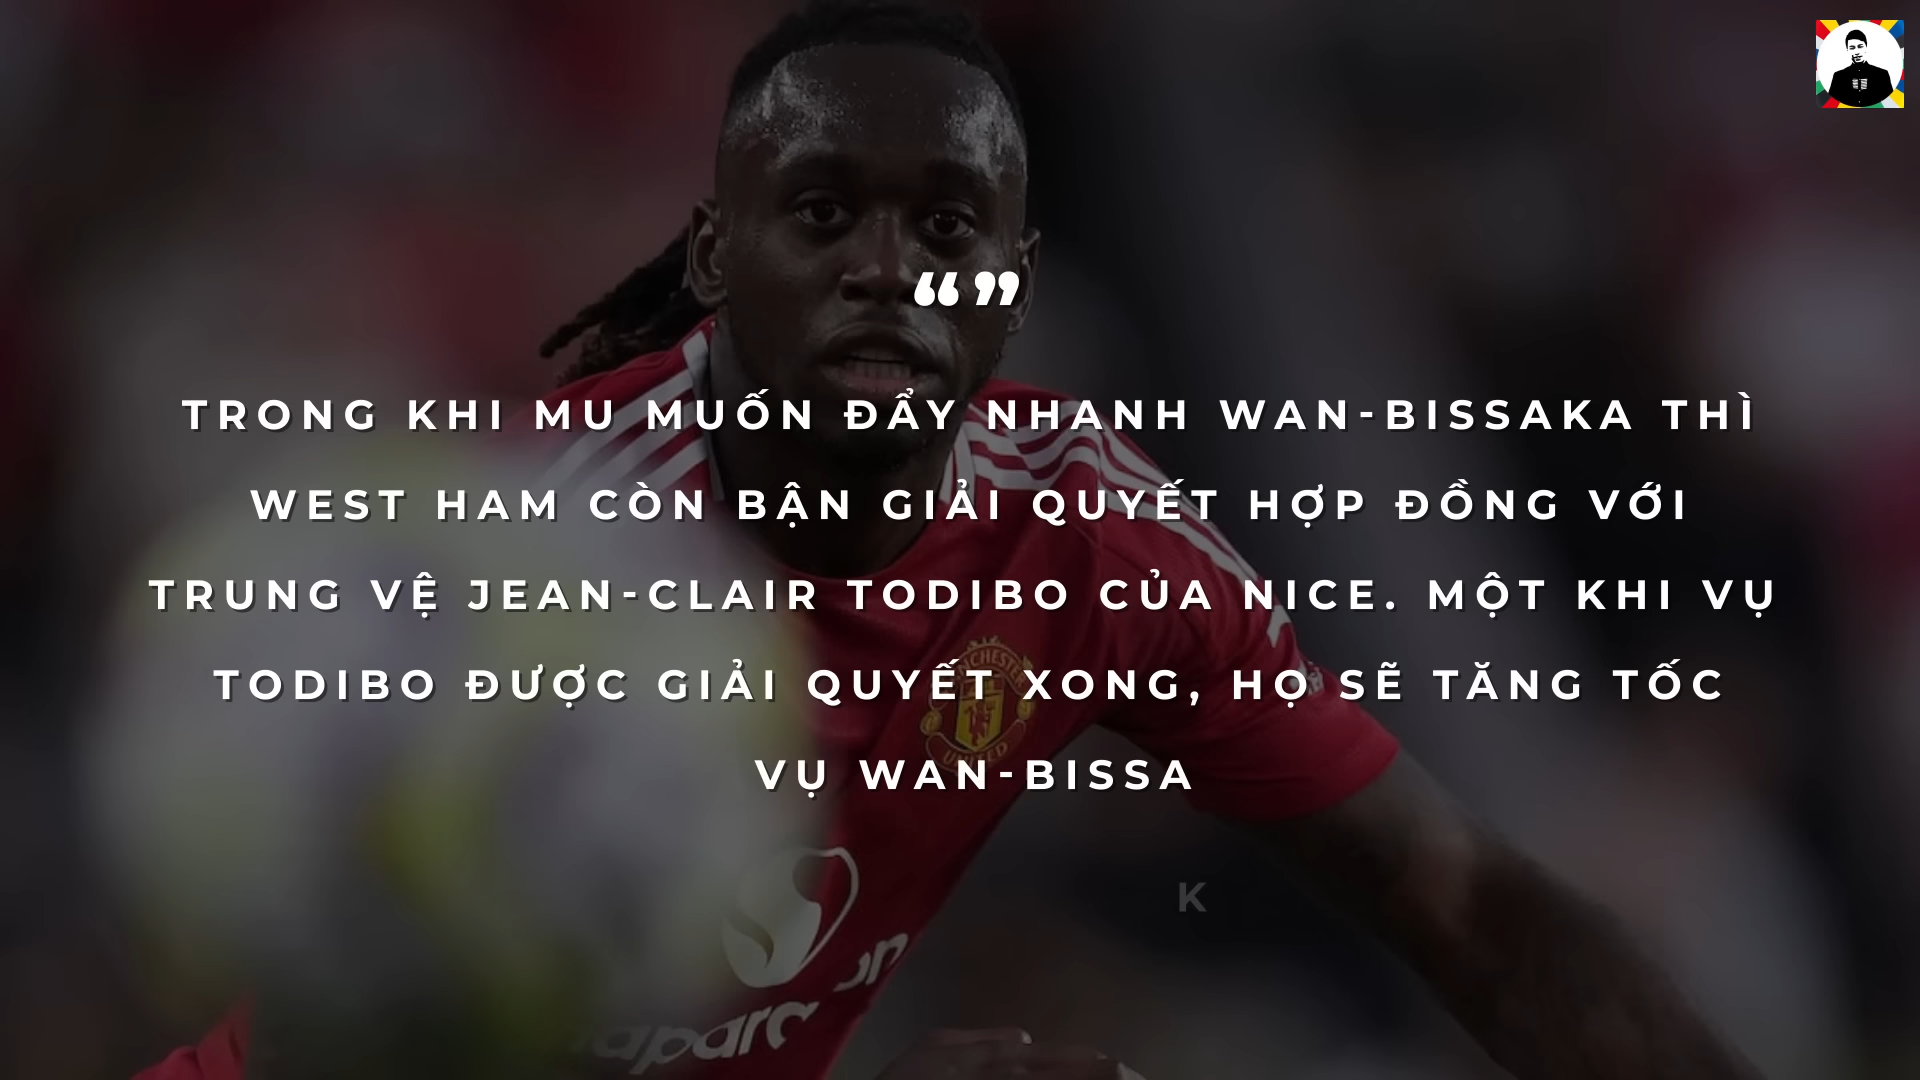 “”
TRONG KHI MU MUỐN ĐẨY NHANH WAN-BISSAKA THÌ
WEST HAM CÒN BẬN GIẢI QUYẾT HỢP ĐỒNG VỚI
TRUNG VỆ JEAN-CLAIR TODIBO CỦA NICE. MỘT KHI VỤ
TODIBO ĐƯỢC GIẢI QUYẾT XONG, HỌ SẼ TĂNG TỐC
VỤ WAN-BISSA
K
UNITED